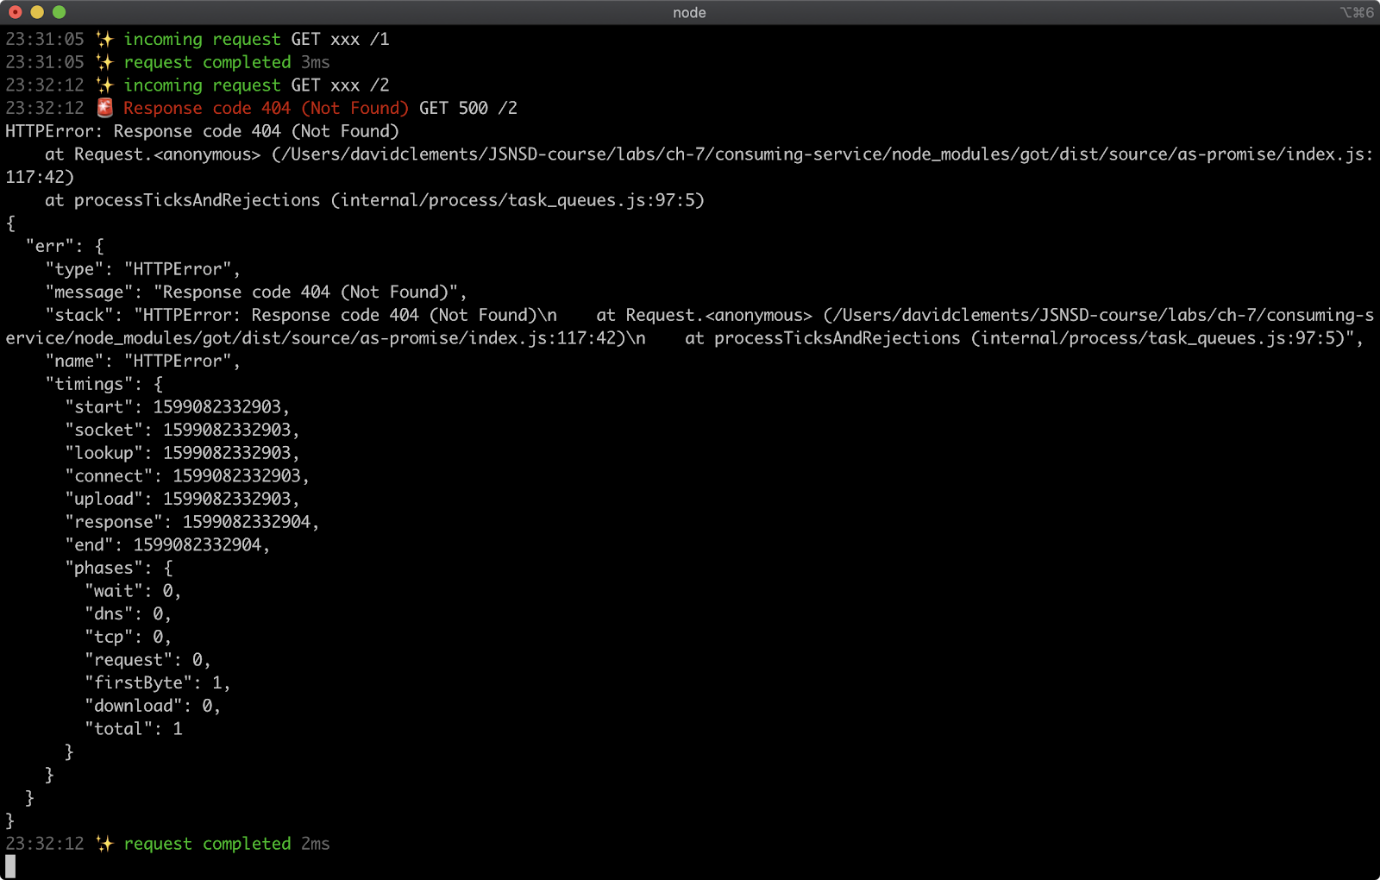 node
⌥⌘6
23:31:05 ✨ incoming request GET xxx /1
23:31:05 ✨ request completed 3ms
23:32:12 ✨ incoming request GET xxx /2
23:32:12 🚨 Response code 404 (Not Found) GET 500 /2
HTTPError: Response code 404 (Not Found)
    at Request.<anonymous> (/Users/davidclements/JSNSD-course/labs/ch-7/consuming-service/node_modules/got/dist/source/as-promise/index.js:
117:42)
    at processTicksAndRejections (internal/process/task_queues.js:97:5)
{
  "err": {
    "type": "HTTPError",
    "message": "Response code 404 (Not Found)",
    "stack": "HTTPError: Response code 404 (Not Found)\n    at Request.<anonymous> (/Users/davidclements/JSNSD-course/labs/ch-7/consuming-s
ervice/node_modules/got/dist/source/as-promise/index.js:117:42)\n    at processTicksAndRejections (internal/process/task_queues.js:97:5)",
    "name": "HTTPError",
    "timings": {
      "start": 1599082332903,
      "socket": 1599082332903,
      "lookup": 1599082332903,
      "connect": 1599082332903,
      "upload": 1599082332903,
      "response": 1599082332904,
      "end": 1599082332904,
      "phases": {
        "wait": 0,
        "dns": 0,
        "tcp": 0,
        "request": 0,
        "firstByte": 1,
        "download": 0,
        "total": 1
      }
    }
  }
}
23:32:12 ✨ request completed 2ms